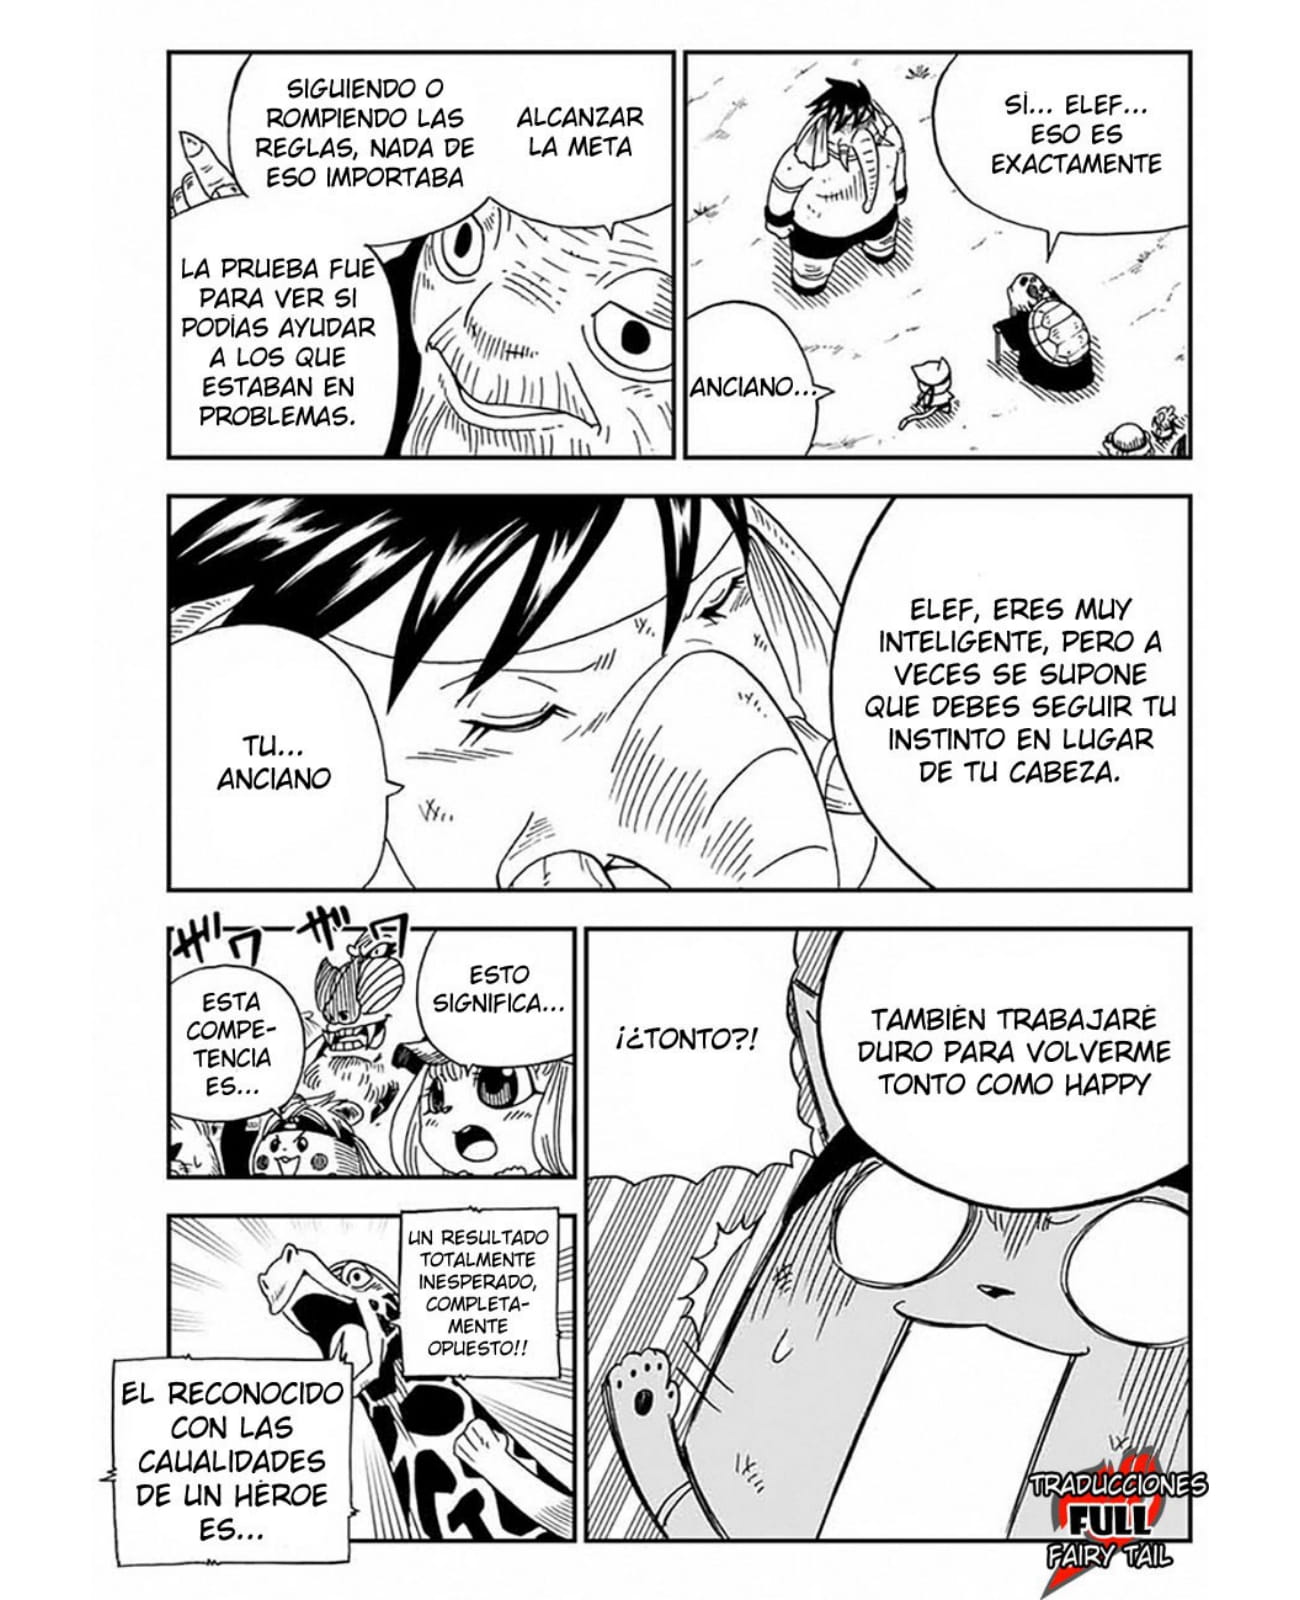 SÍ... ELEF...
ESO ES
EXACTAMENTE
ANCIANO...
ALCANZAR
LA META
SIGUIENDO O
ROMPIENDO LAS
REGLAS, NADA DE
ESO IMPORTABA
LA PRUEBA FUE
PARA VER SI
PODÍAS AYUDAR
A LOS QUE
ESTABAN EN
PROBLEMAS.
ELEF, ERES MUY
INTELIGENTE, PERO A
VECES SE SUPONE
QUE DEBES SEGUIR TU
INSTINTO EN LUGAR
DE TU CABEZA.
TU...
ANCIANO
TAMBIÉN TRABAJARÉ
DURO PARA VOLVERME
TONTO COMO HAPPY
¡¿TONTO?!
ザワ ザワ
ESTO
SIGNIFICA...
ESTA
COMPE-
TENCIA
ES...
UN RESULTADO
TOTALMENTE
INESPERADO,
COMPLETA-
MENTE
OPUESTO!!
EL RECONOCIDO
CON LAS
CAUALIDADES
DE UN HÉROE
ES...
TRADUCCIONES
FULL
FAIRY TAIL